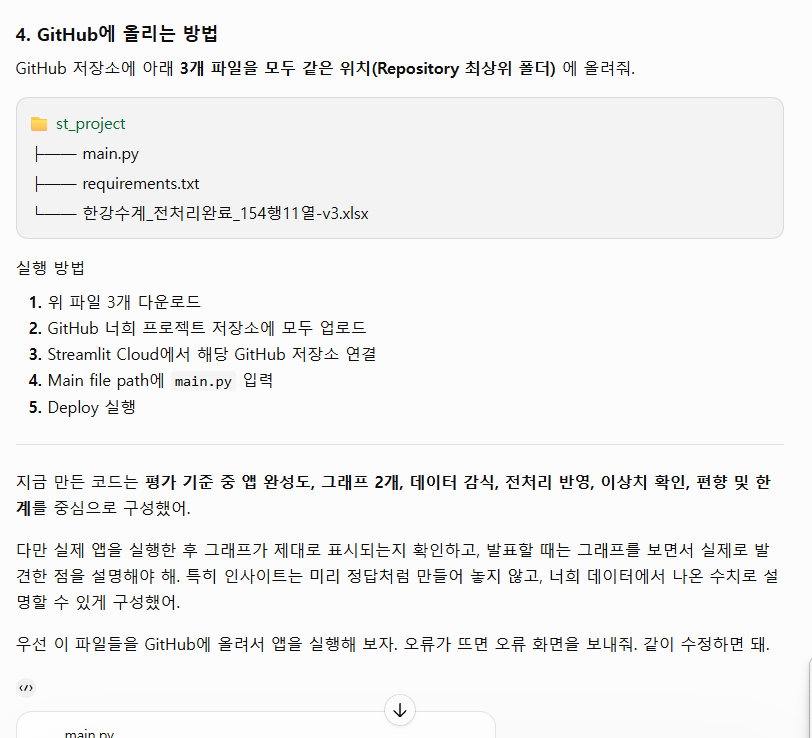 4. GitHub에 올리는 방법
GitHub 저장소에 아래 3개 파일을 모두 같은 위치(Repository 최상위 폴더) 에 올려줘.
st_project
├── main.py
├── requirements.txt
└── 한강수계_전처리완료_154행11열-v3.xlsx
실행 방법
1. 위 파일 3개 다운로드
2. GitHub 너희 프로젝트 저장소에 모두 업로드
3. Streamlit Cloud에서 해당 GitHub 저장소 연결
4. Main file path에 main.py 입력
5. Deploy 실행
지금 만든 코드는 평가 기준 중 앱 완성도, 그래프 2개, 데이터 감식, 전처리 반영, 이상치 확인, 편향 및 한
계를 중심으로 구성했어.
다만 실제 앱을 실행한 후 그래프가 제대로 표시되는지 확인하고, 발표할 때는 그래프를 보면서 실제로 발
견한 점을 설명해야 해. 특히 인사이트는 미리 정답처럼 만들어 놓지 않고, 너희 데이터에서 나온 수치로 설
명할 수 있게 구성했어.
우선 이 파일들을 GitHub에 올려서 앱을 실행해 보자. 오류가 뜨면 오류 화면을 보내줘. 같이 수정하면 돼.
main.py